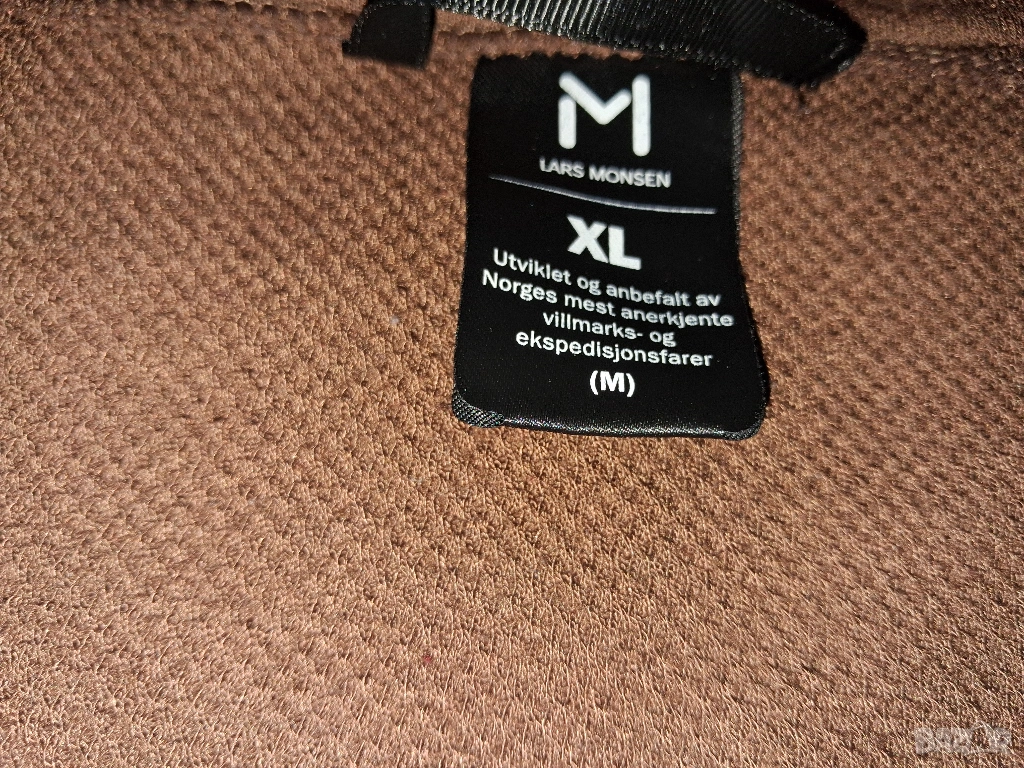 M
LARS MONSEN
XL
Utviklet og anbefalt av
Norges mest anerkjente
villmarks- og
ekspedisjonsfarer
(M)